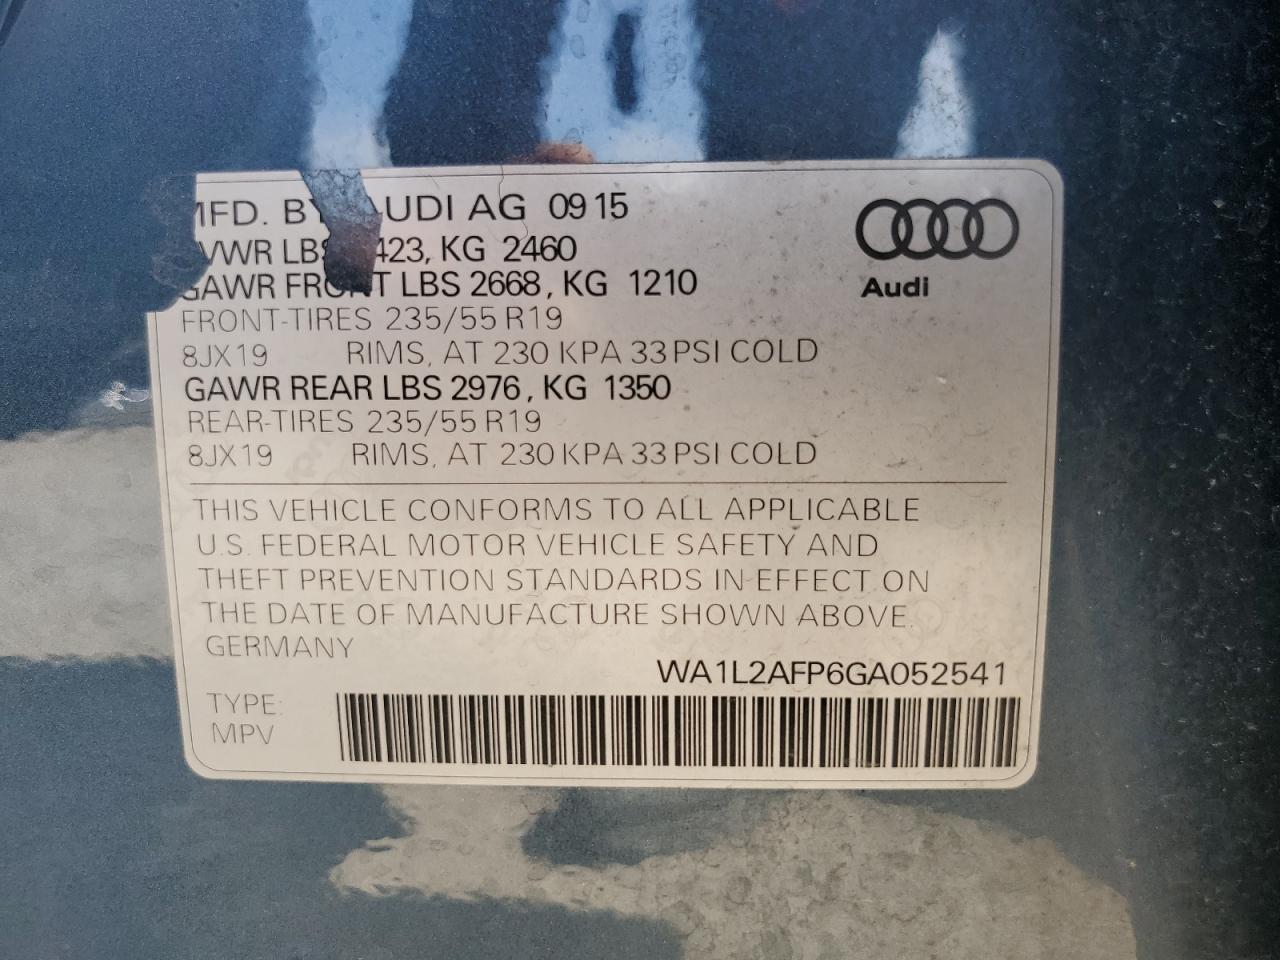 MFD. BY AUDI AG 09 15
GVWR LBS 5423, KG 2460
GAWR FRONT LBS 2668, KG 1210
FRONT-TIRES 235/55 R19
8JX19 RIMS, AT 230 KPA 33 PSI COLD
GAWR REAR LBS 2976, KG 1350
REAR-TIRES 235/55 R19
8JX19 RIMS, AT 230 KPA 33 PSI COLD
THIS VEHICLE CONFORMS TO ALL APPLICABLE
U.S. FEDERAL MOTOR VEHICLE SAFETY AND
THEFT PREVENTION STANDARDS IN EFFECT ON
THE DATE OF MANUFACTURE SHOWN ABOVE.
GERMANY
WA1L2AFP6GA052541
TYPE:
MPV
Audi